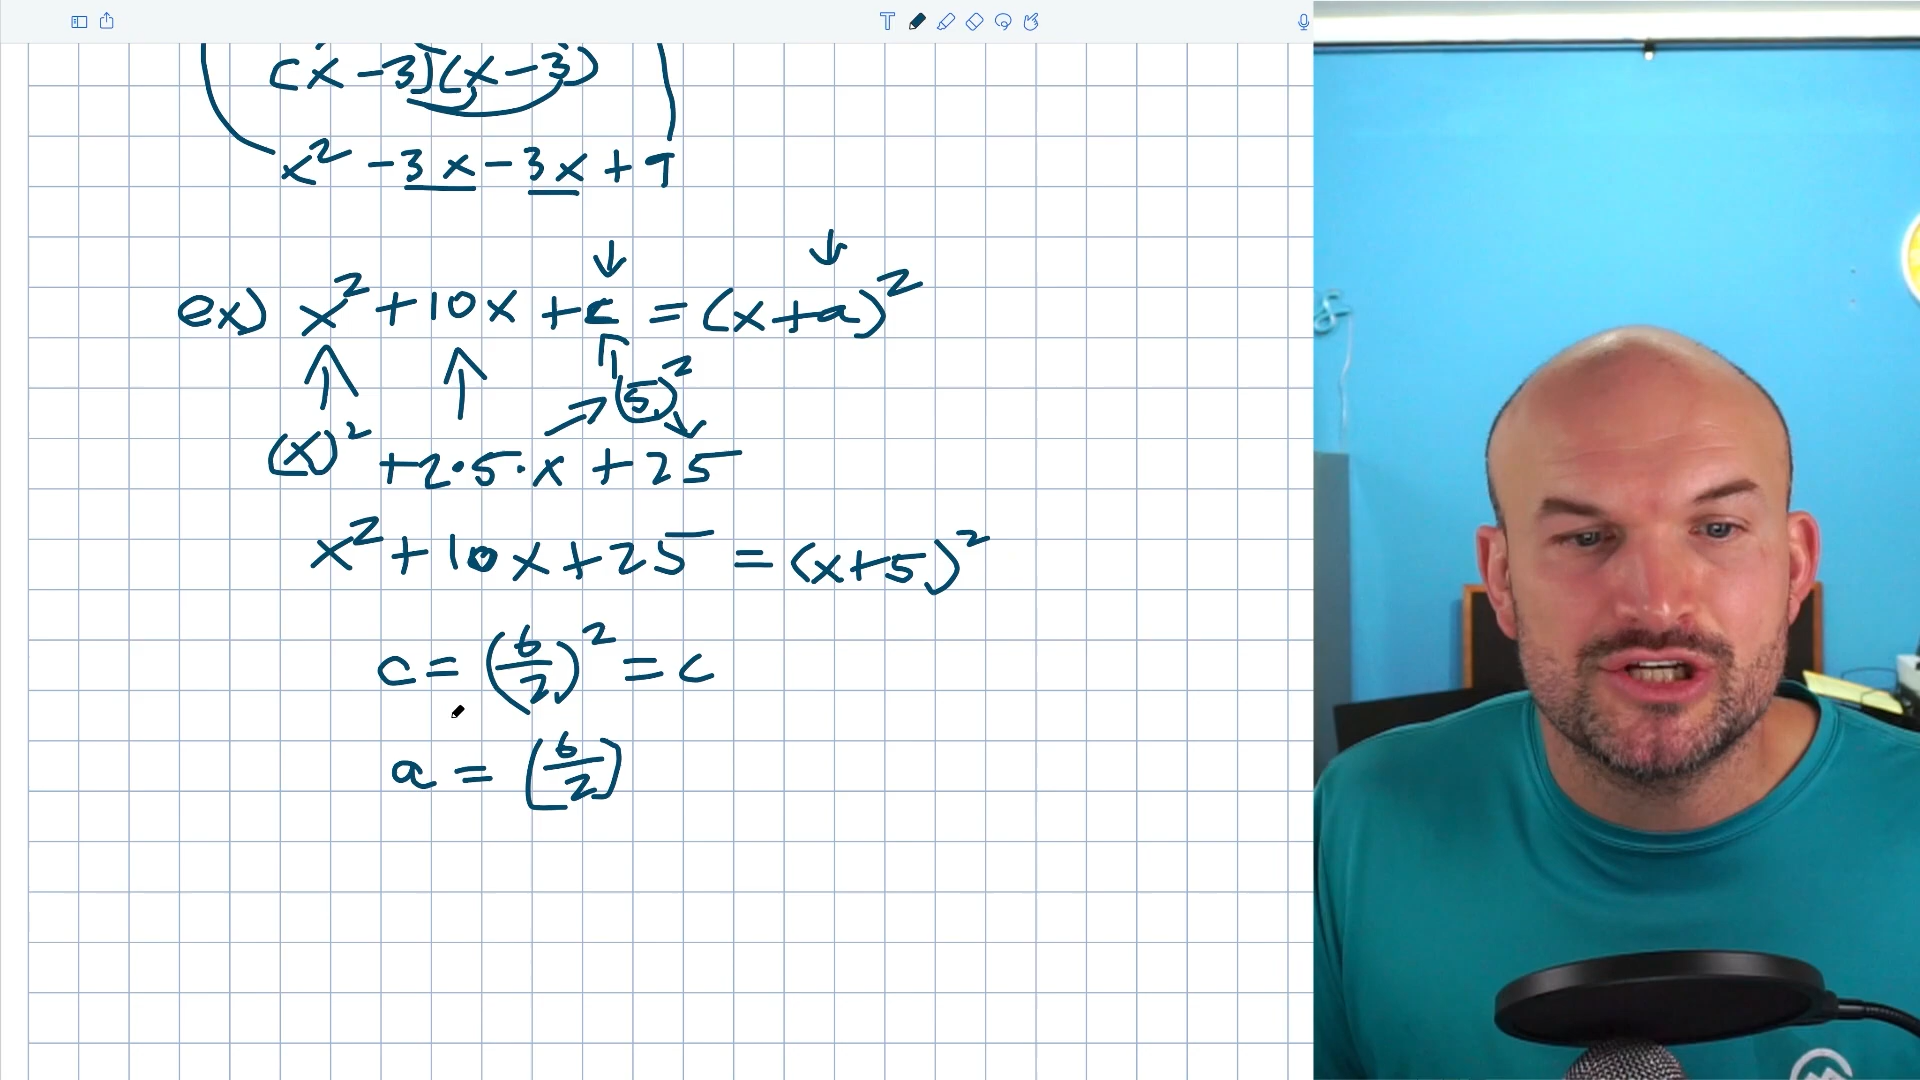 (x-3)(x-3)
x² - 3x - 3x + 9
ex) x² + 10x + c = (x+a)²
(5)²
(x)² + 2·5·x + 25
x² + 10x + 25 = (x+5)²
c = (b/2)² = c
a = (b/2)